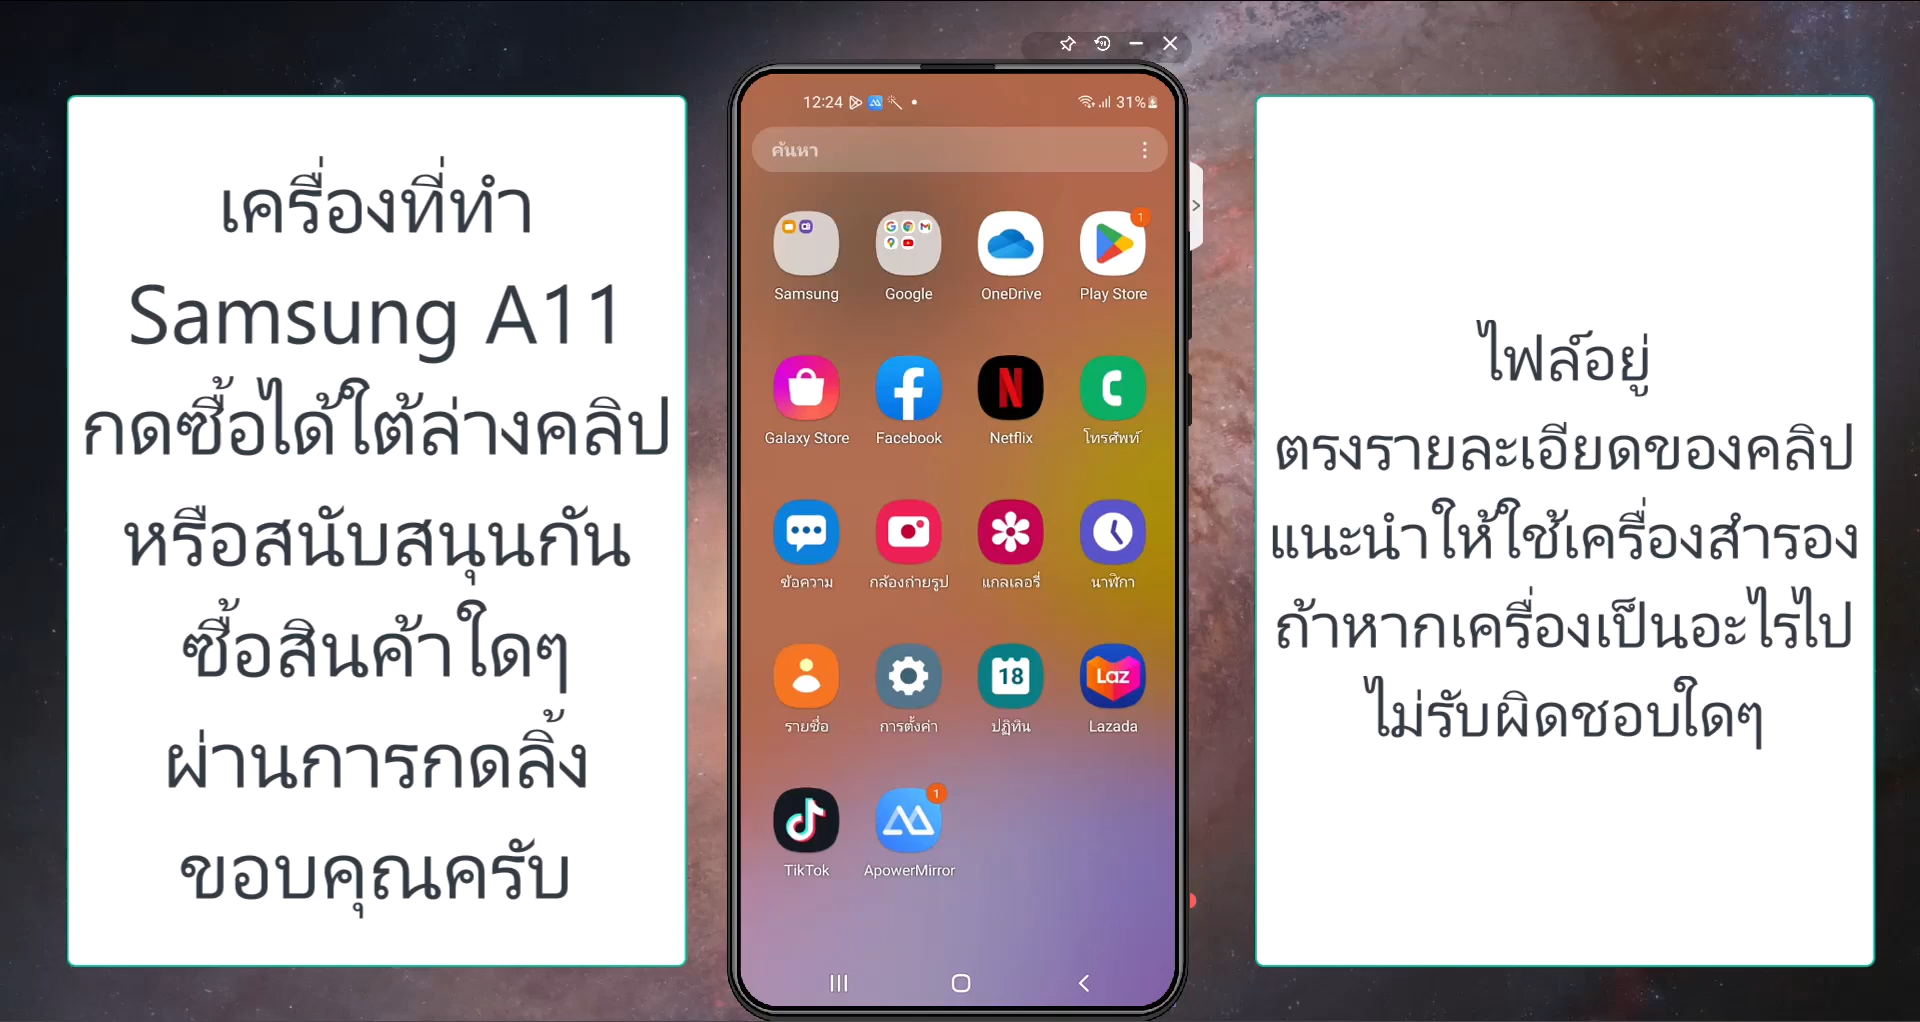 เครื่องที่ทำ
Samsung A11
กดซื้อได้ใต้ล่างคลิป
หรือสนับสนุนกัน
ซื้อสินค้าใดๆ
ผ่านการกดลิ้ง
ขอบคุณครับ
12:24
31%
ค้นหา
1
Samsung
Google
OneDrive
Play Store
Galaxy Store
Facebook
Netflix
โทรศัพท์
ข้อความ
กล้องถ่ายรูป
แกลเลอรี่
นาฬิกา
18
Laz
รายชื่อ
การตั้งค่า
ปฏิทิน
Lazada
1
TikTok
ApowerMirror
ไฟล์อยู่
ตรงรายละเอียดของคลิป
แนะนำให้ใช้เครื่องสำรอง
ถ้าหากเครื่องเป็นอะไรไป
ไม่รับผิดชอบใดๆ